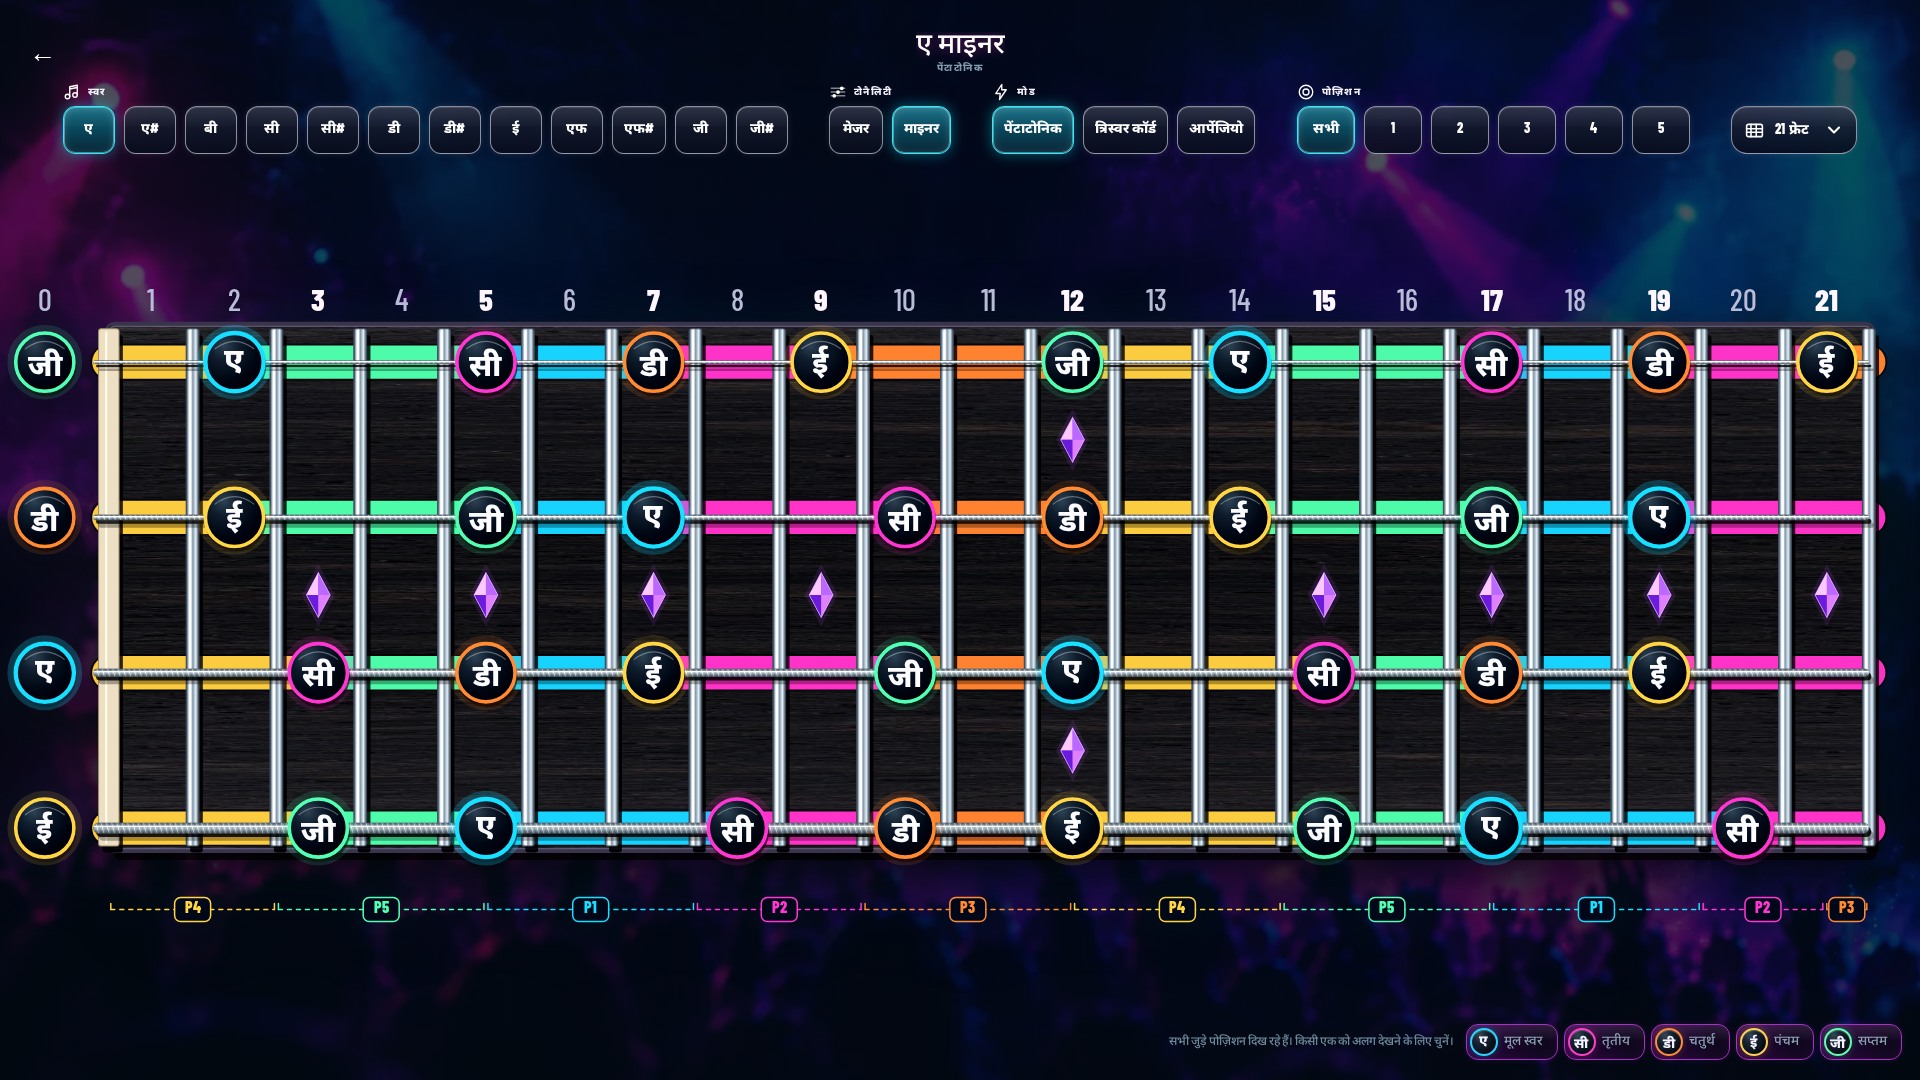 ←
ए माइनर
पेंटाटोनिक
स्वर टोनेलिटी मोड पोज़िशन
ए ए# बी सी सी# डी डी# ई एफ एफ# जी जी# मेजर माइनर पेंटाटोनिक त्रिस्वर कॉर्ड आर्पेजियो सभी 1 2 3 4 5 21 फ्रेट
0 1 2 3 4 5 6 7 8 9 10 11 12 13 14 15 16 17 18 19 20 21
जी ए सी डी ई जी ए सी डी ई
डी ई जी ए सी डी ई जी ए
ए सी डी ई जी ए सी डी ई
ई जी ए सी डी ई जी ए सी
P4 P5 P1 P2 P3 P4 P5 P1 P2 P3
सभी जुड़े पोज़िशन दिख रहे हैं। किसी एक को अलग देखने के लिए चुनें। ए मूल स्वर सी तृतीय डी चतुर्थ ई पंचम जी सप्तम